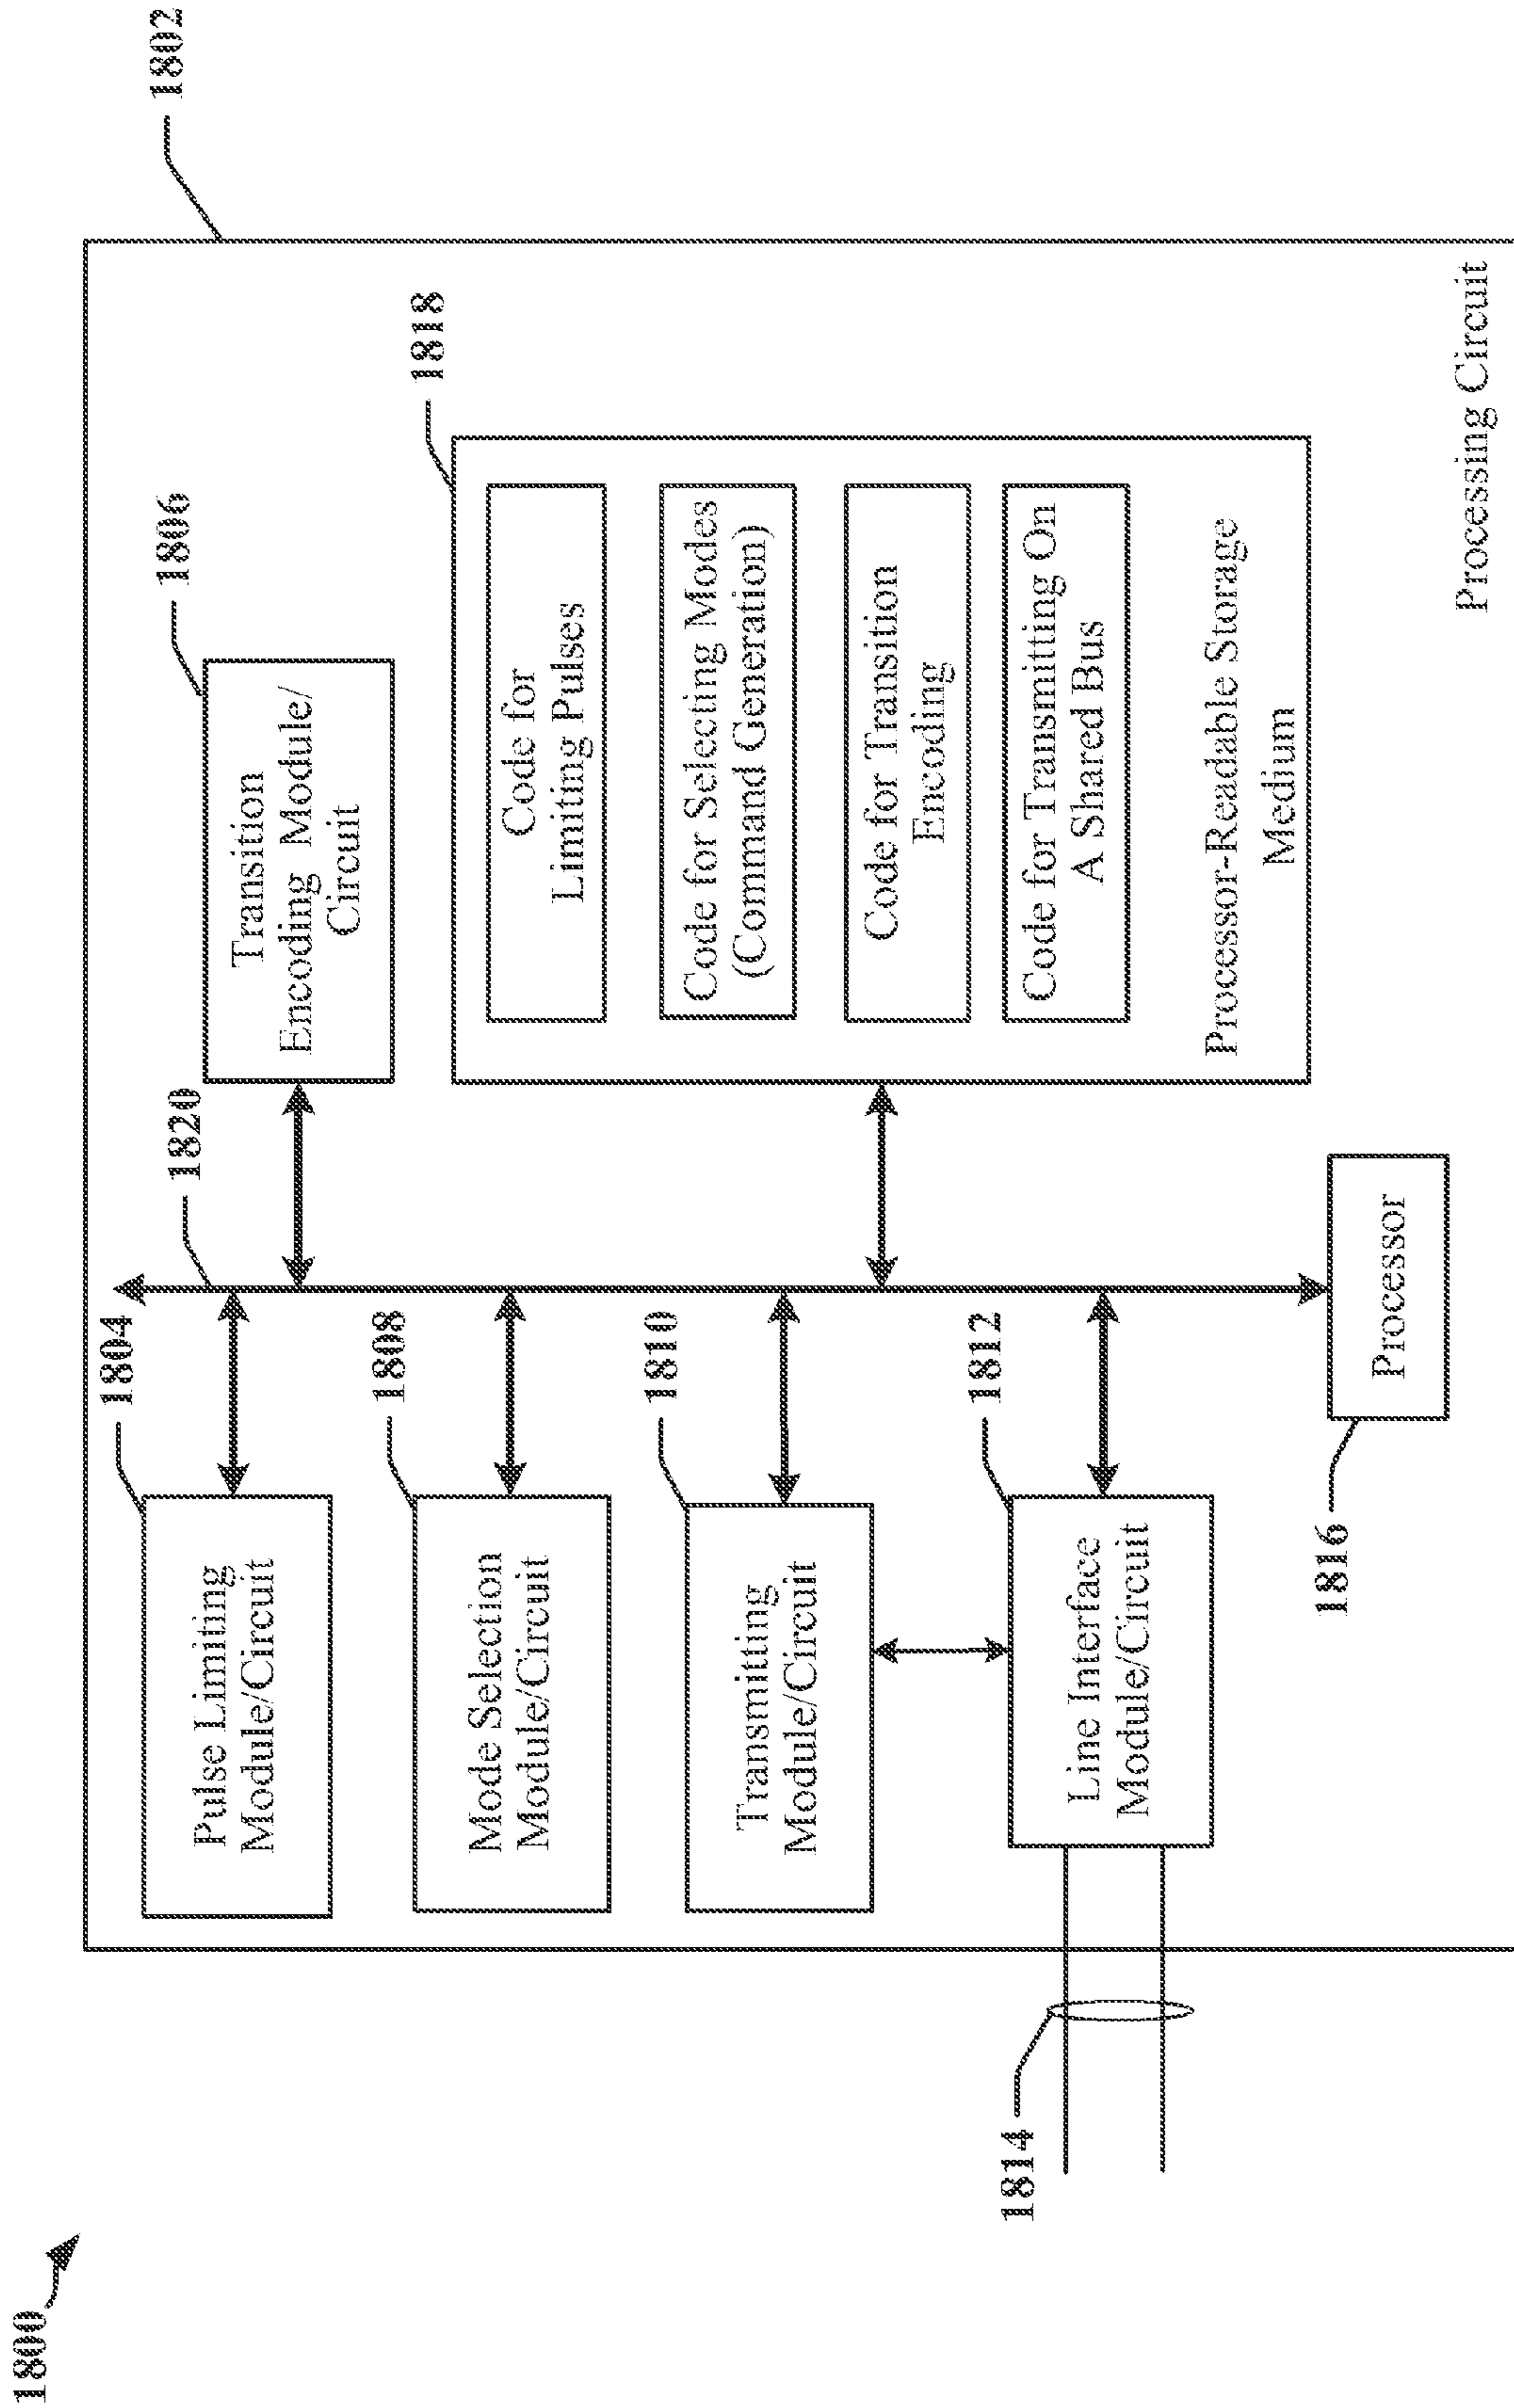 1800
1802
1804
Pulse Limiting
Module/Circuit
1820
1806
Transition
Encoding Module/
Circuit
1808
Mode Selection
Module/Circuit
1810
Transmitting
Module/Circuit
1812
Line Interface
Module/Circuit
1814
1816
Processor
1818
Code for
Limiting Pulses
Code for Selecting Modes
(Command Generation)
Code for Transition
Encoding
Code for Transmitting On
A Shared Bus
Processor-Readable Storage
Medium
Processing Circuit